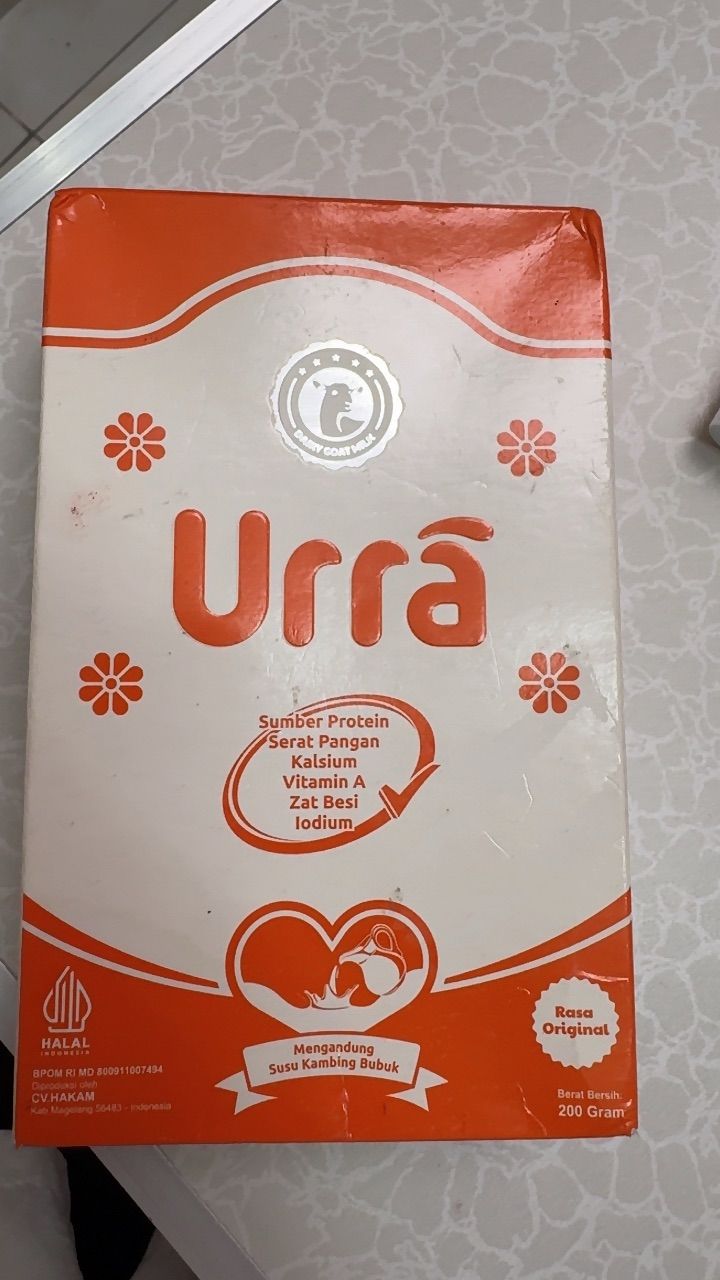 DAIRY GOAT MILK
Urrā
Sumber Protein
Serat Pangan
Kalsium
Vitamin A
Zat Besi
Iodium
Mengandung
Susu Kambing Bubuk
Rasa
Original
HALAL
INDONESIA
BPOM RI MD 800911007494
Diproduksi oleh
CV.HAKAM
Kab Magelang 56483 - Indonesia
Berat Bersih:
200 Gram